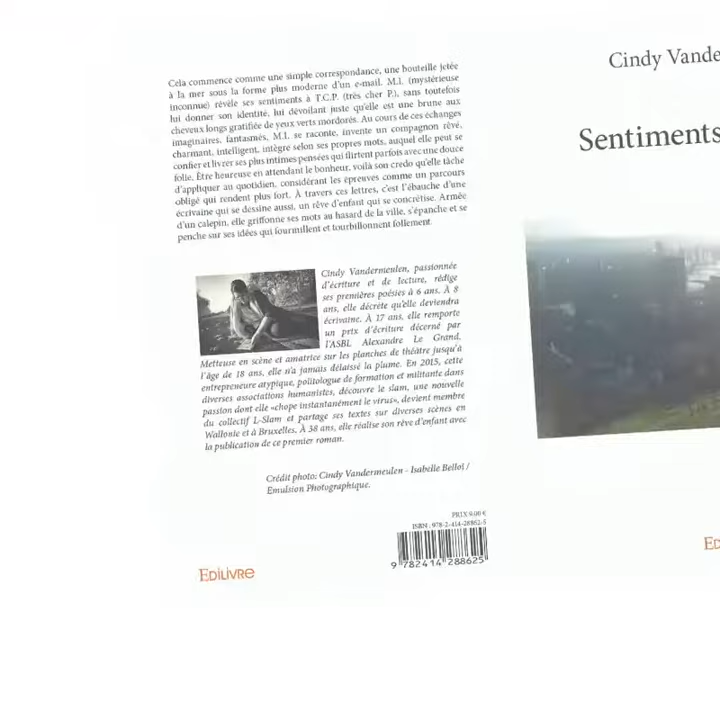 Cela commence comme une simple correspondance, une bouteille jetée
à la mer sous la forme plus moderne d'un e-mail. M.I. (mystérieuse
inconnue) révèle ses sentiments à T.C.P. (très cher P.), sans toutefois
lui donner son identité, lui dévoilant juste qu'elle est une brune aux
cheveux longs gratifiée de yeux verts mordorés. Au cours de ces échanges
imaginaires, fantasmés, M.I. se raconte, invente un compagnon rêvé,
charmant, intelligent, intègre selon ses propres mots, auquel elle peut se
confier et livrer ses plus intimes pensées qui flirtent parfois avec une douce
folie. Être heureuse en attendant le bonheur, voilà son credo qu'elle tâche
d'appliquer au quotidien, considérant les épreuves comme un parcours
obligé qui rendent plus fort. À travers ces lettres, c'est l'ébauche d'une
écrivaine qui se dessine aussi, un rêve d'enfant qui se concrétise. Armée
d'un calepin, elle griffonne ses mots au hasard de la ville, s'épanche et se
penche sur ses idées qui fourmillent et tourbillonnent follement.
Cindy Vandermeulen, passionnée
d'écriture et de lecture, rédige
ses premières poésies à 6 ans. À 8
ans, elle décrète qu'elle deviendra
écrivaine. À 17 ans, elle remporte
un prix d'écriture décerné par
l'ASBL Alexandre Le Grand.
Metteuse en scène et amatrice sur les planches de théâtre jusqu'à
l'âge de 18 ans, elle n'a jamais délaissé la plume. En 2015, cette
entrepreneure atypique, politologue de formation et militante dans
diverses associations humanistes, découvre le slam, une nouvelle
passion dont elle «chope instantanément le virus», devient membre
du collectif L-Slam et partage ses textes sur diverses scènes en
Wallonie et à Bruxelles. À 38 ans, elle réalise son rêve d'enfant avec
la publication de ce premier roman.
Crédit photo: Cindy Vandermeulen - Isabelle Belloi /
Emulsion Photographique.
PRIX 9.00 €
ISBN : 978-2-414-28862-5
9 782414 288625
EDILIVRE
Cindy Vande
Sentiments
ED